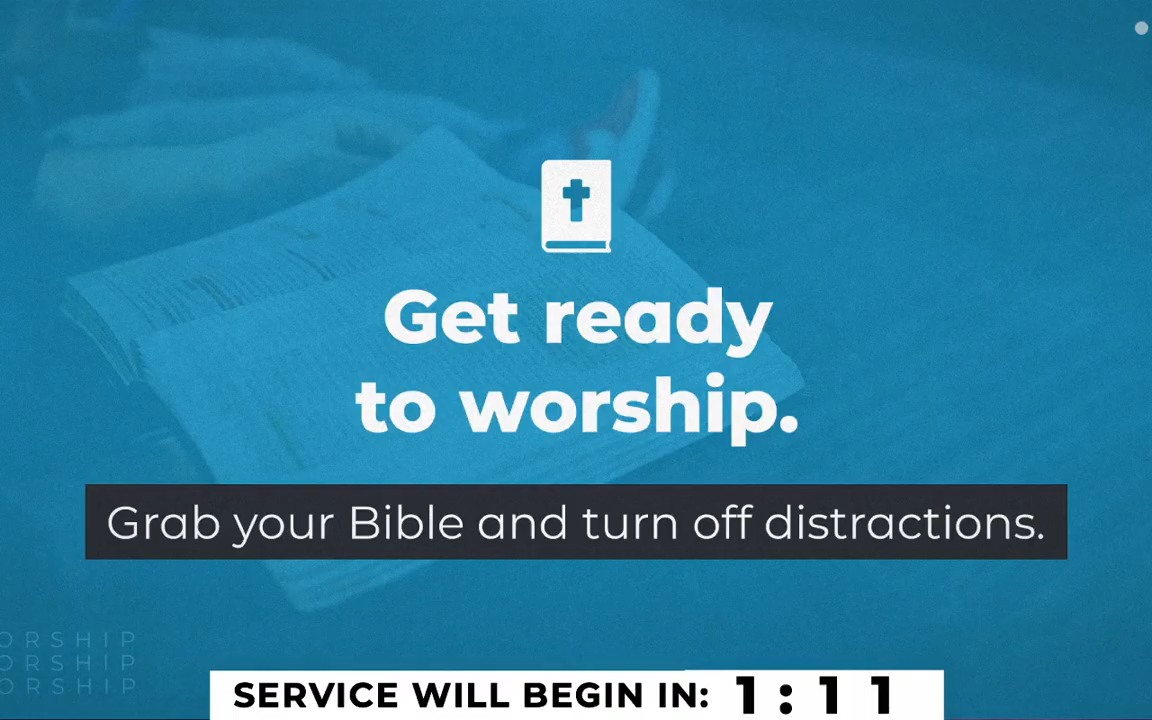 Get ready
to worship.
Grab your Bible and turn off distractions.
ORSHIP
ORSHIP
ORSHIP
SERVICE WILL BEGIN IN: 1:11